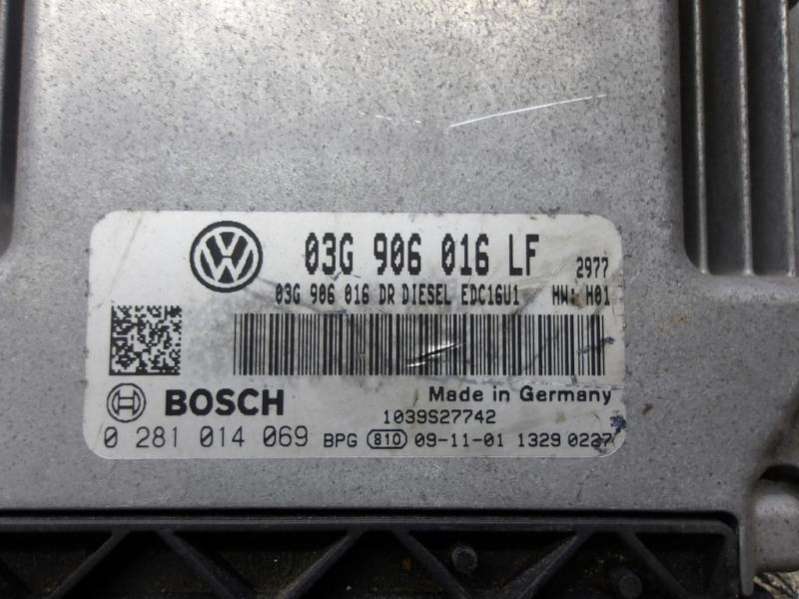 03G 906 016 LF 2977
03G 906 016 DR DIESEL EDC16U1 HW: H01
BOSCH Made in Germany
1039S27742
0 281 014 069 BPG 810 09-11-01 1329 0227